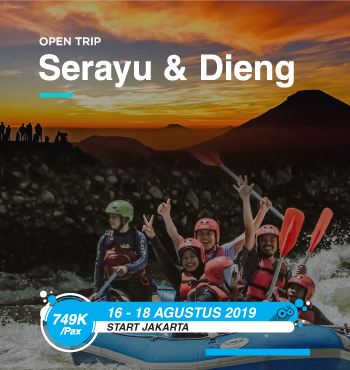 OPEN TRIP
Serayu & Dieng
749K
/Pax
16 - 18 AGUSTUS 2019
START JAKARTA